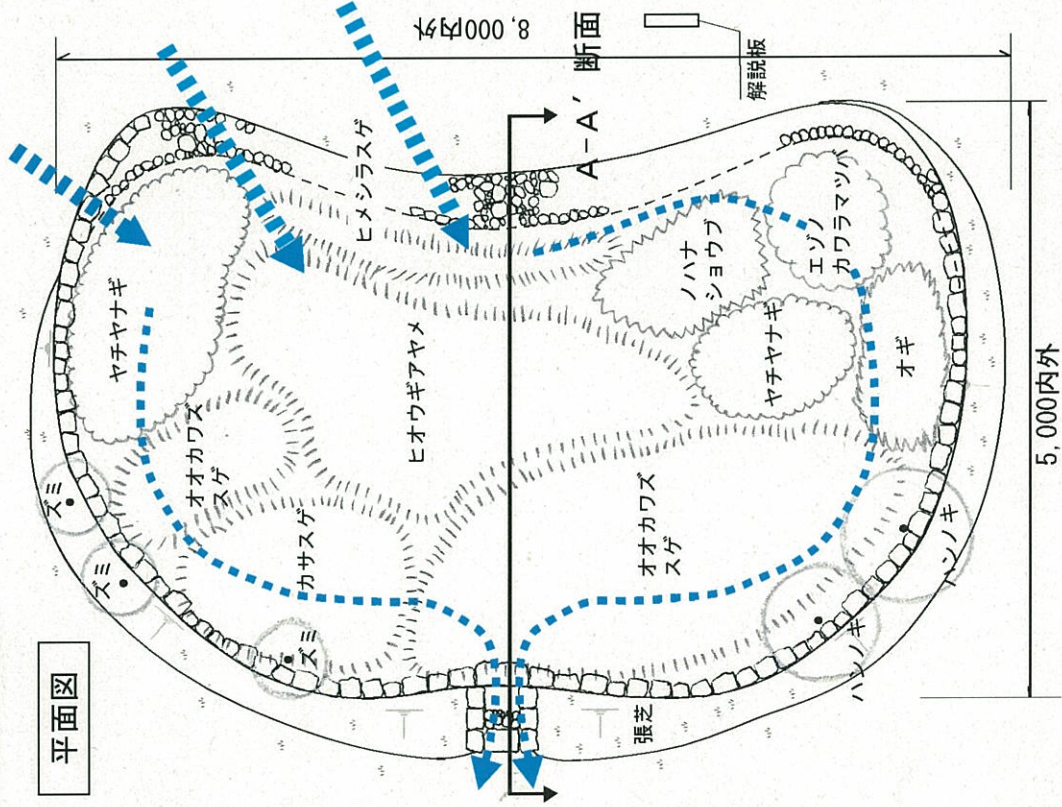 平面図
8,000内外
A-A' 断面
解説板
ズミ
ズミ
ズミ
ヤチヤナギ
オオカワズ
スゲ
カサスゲ
ヒメシラスゲ
ヒオウギアヤメ
ノハナ
ショウブ
エゾノ
カワラマツバ
ヤチヤナギ
オギ
オオカワズ
スゲ
ハンノキ
ハンノキ
張芝
5,000内外